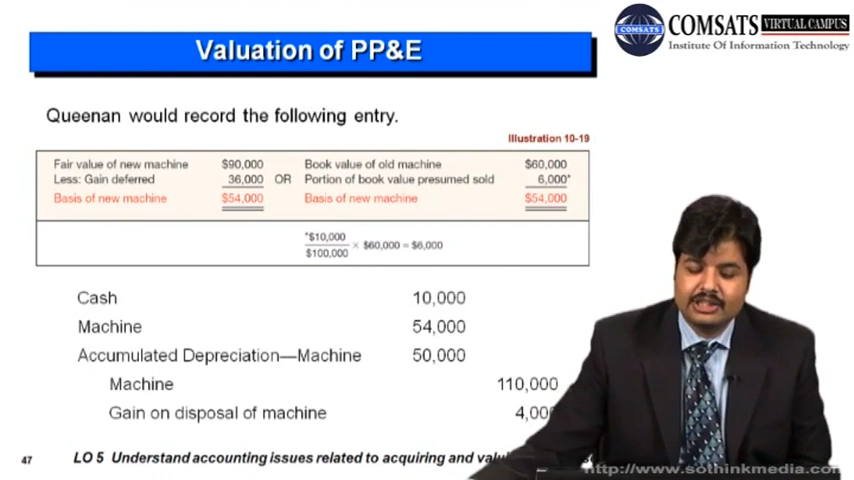 COMSATS VIRTUAL CAMPUS
COMSATS
Institute Of Information Technology
Valuation of PP&E
Queenan would record the following entry.
Illustration 10-19
Fair value of new machine $90,000 Book value of old machine $60,000
Less: Gain deferred 36,000 OR Portion of book value presumed sold 6,000*
Basis of new machine $54,000 Basis of new machine $54,000
*$10,000
$100,000 × $60,000 = $6,000
Cash 10,000
Machine 54,000
Accumulated Depreciation—Machine 50,000
Machine 110,000
Gain on disposal of machine 4,000
47 LO 5 Understand accounting issues related to acquiring and
http://www.sothinkmedia.com